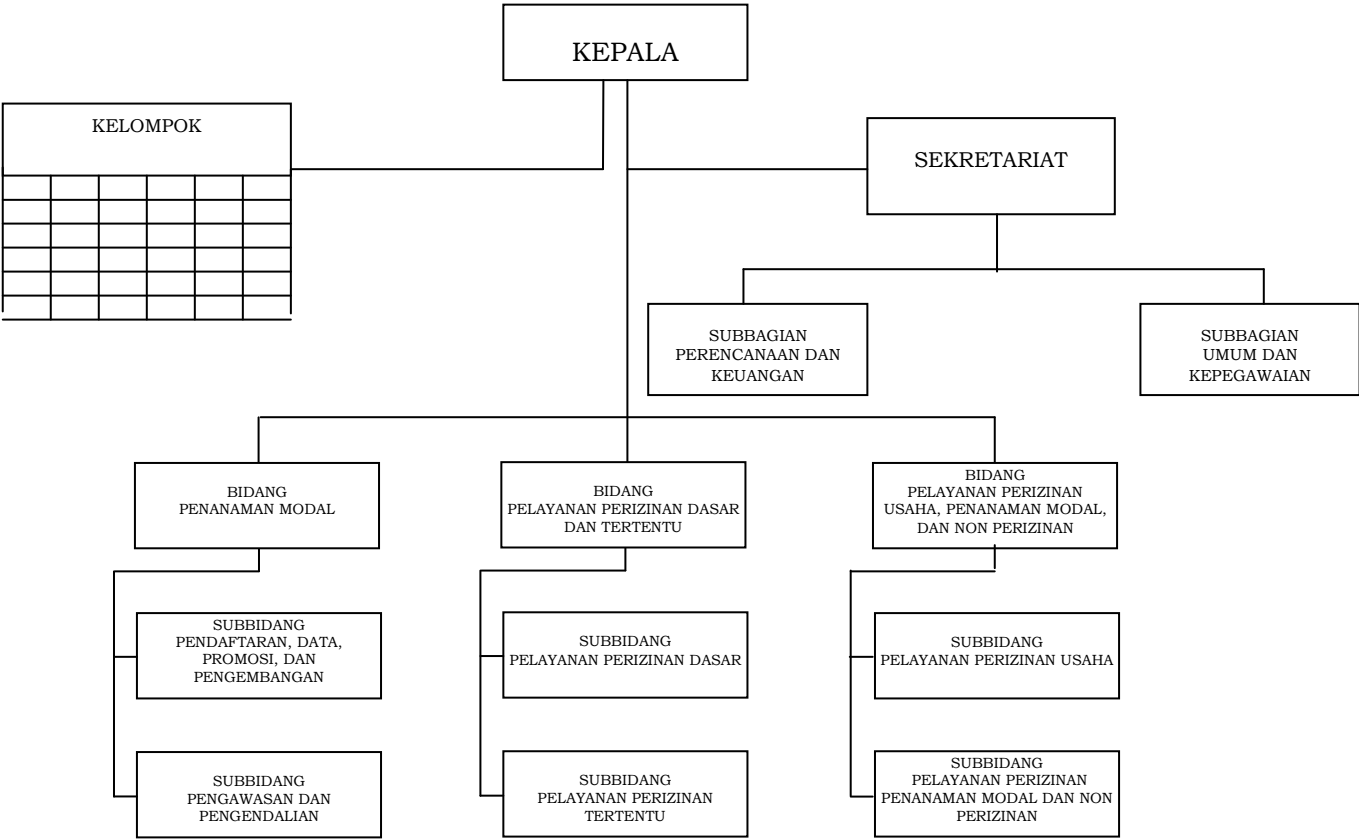 KEPALA
KELOMPOK
SEKRETARIAT
SUBBAGIAN
PERENCANAAN DAN
KEUANGAN
SUBBAGIAN
UMUM DAN
KEPEGAWAIAN
BIDANG
PENANAMAN MODAL
BIDANG
PELAYANAN PERIZINAN DASAR
DAN TERTENTU
BIDANG
PELAYANAN PERIZINAN
USAHA, PENANAMAN MODAL,
DAN NON PERIZINAN
SUBBIDANG
PENDAFTARAN, DATA,
PROMOSI, DAN
PENGEMBANGAN
SUBBIDANG
PELAYANAN PERIZINAN DASAR
SUBBIDANG
PELAYANAN PERIZINAN USAHA
SUBBIDANG
PENGAWASAN DAN
PENGENDALIAN
SUBBIDANG
PELAYANAN PERIZINAN
TERTENTU
SUBBIDANG
PELAYANAN PERIZINAN
PENANAMAN MODAL DAN NON
PERIZINAN